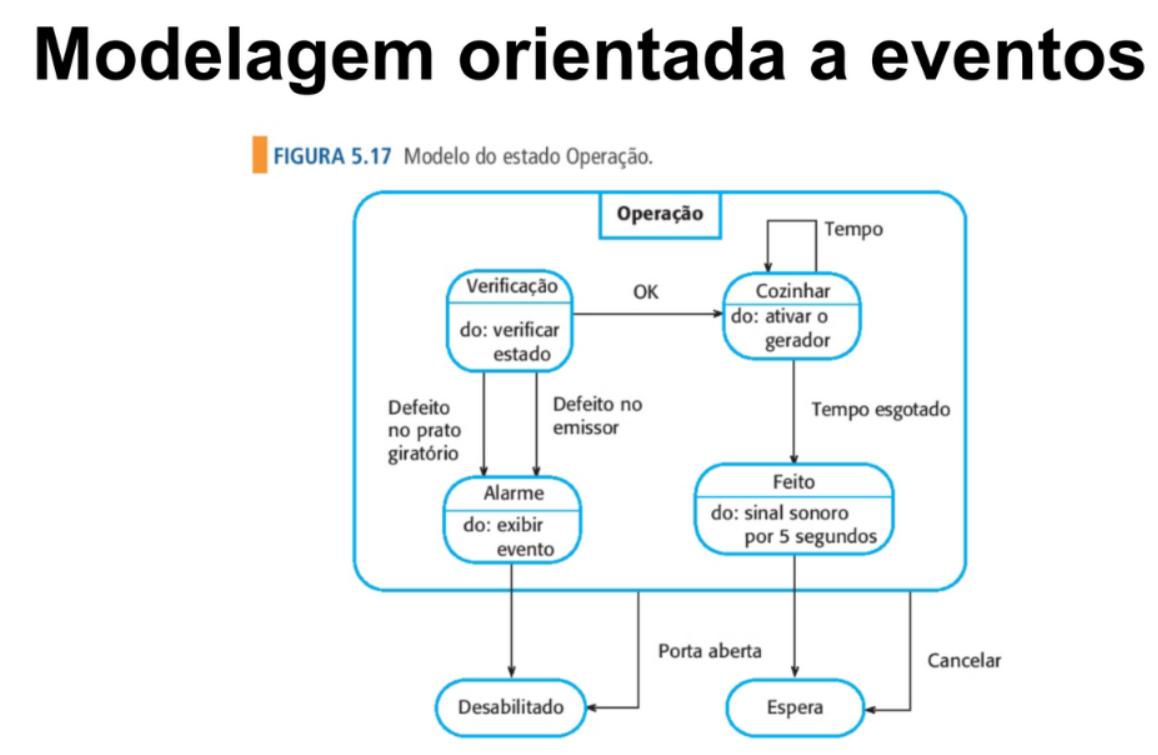 Modelagem orientada a eventos
FIGURA 5.17 Modelo do estado Operação.
Operação
Tempo
Verificação
do: verificar
estado
OK
Cozinhar
do: ativar o
gerador
Defeito
no prato
giratório
Defeito no
emissor
Tempo esgotado
Alarme
do: exibir
evento
Feito
do: sinal sonoro
por 5 segundos
Porta aberta
Cancelar
Desabilitado
Espera